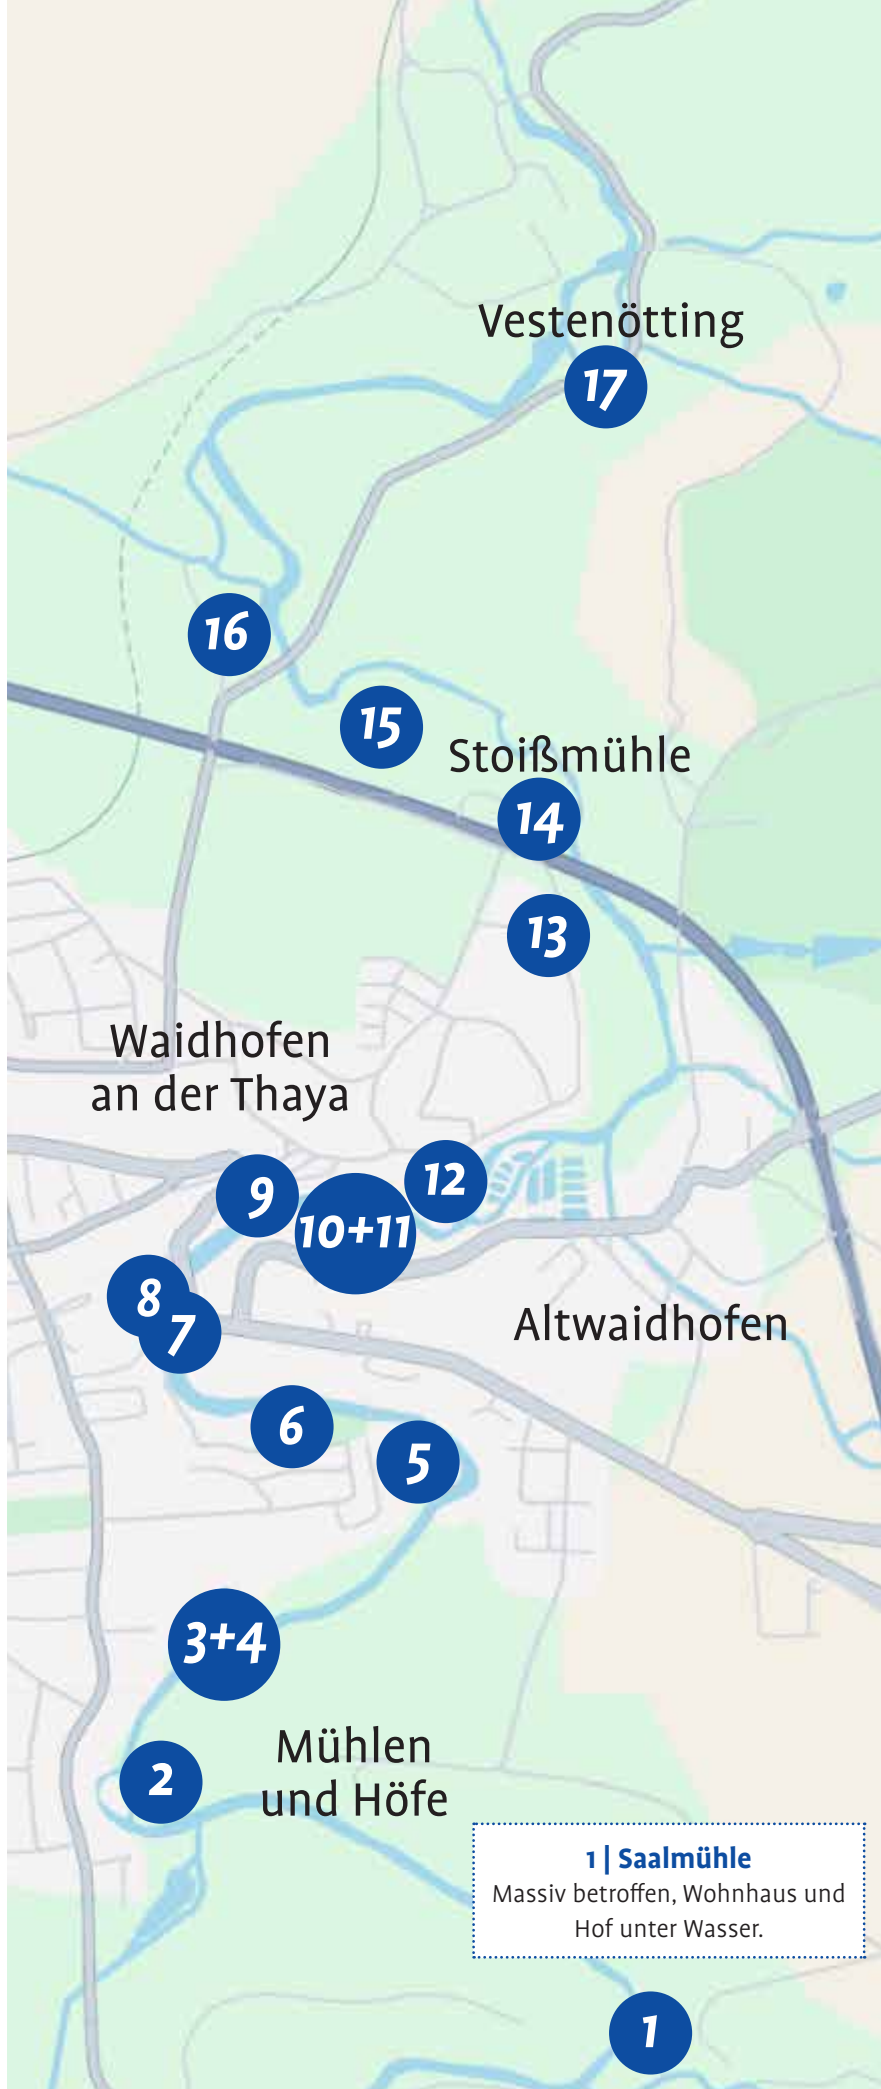 Vestenötting
17
16
15
Stoißmühle
14
13
Waidhofen
an der Thaya
12
9
10+11
8
7
Altwaidhofen
6
5
3+4
Mühlen
und Höfe
2
1 | Saalmühle
Massiv betroffen, Wohnhaus und
Hof unter Wasser.
1